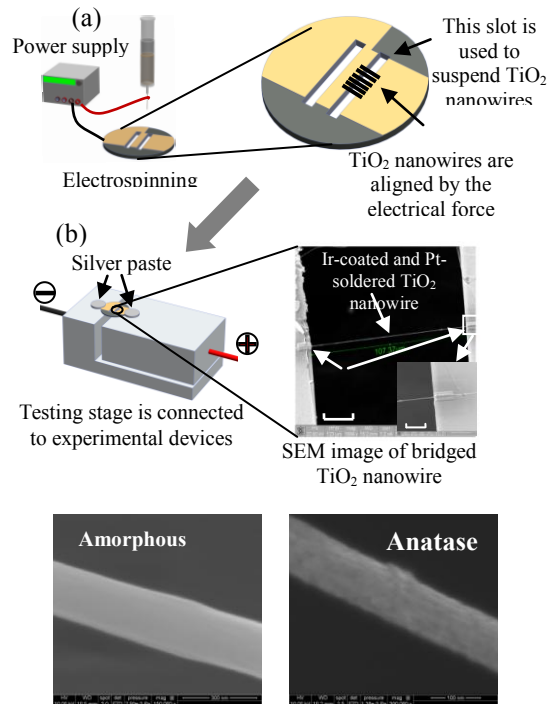 (a)
Power supply
This slot is
used to
suspend TiO₂
nanowires
Electrospinning
TiO₂ nanowires are
aligned by the
electrical force
(b)
Silver paste
Ir-coated and Pt-
soldered TiO₂
nanowire
Testing stage is connected
to experimental devices
SEM image of bridged
TiO₂ nanowire
Amorphous
Anatase